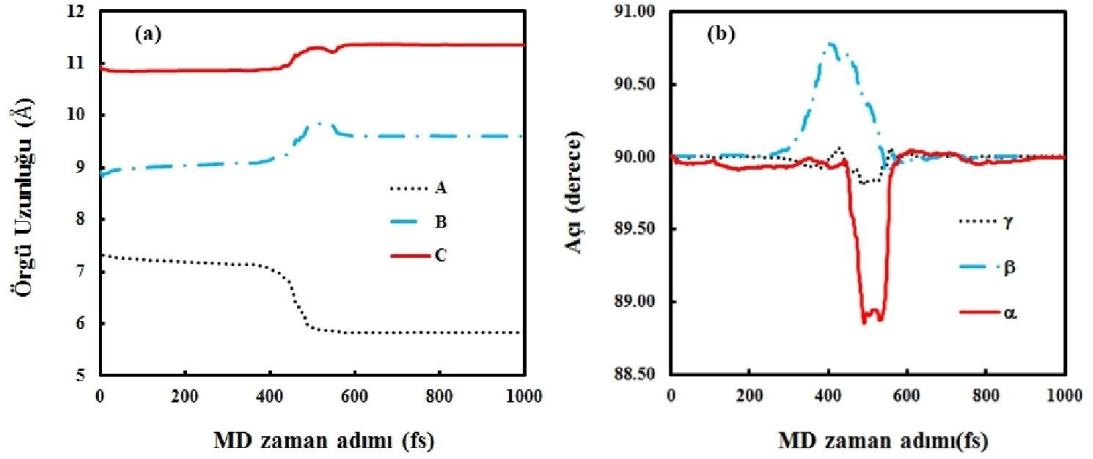 (a)
Örgü Uzunluğu (Å)
12
11
10
9
8
7
6
5
A
B
C
0
200
400
600
800
1000
MD zaman adımı (fs)
(b)
Açı (derece)
91.00
90.50
90.00
89.50
89.00
88.50
γ
β
α
0
200
400
600
800
1000
MD zaman adımı(fs)